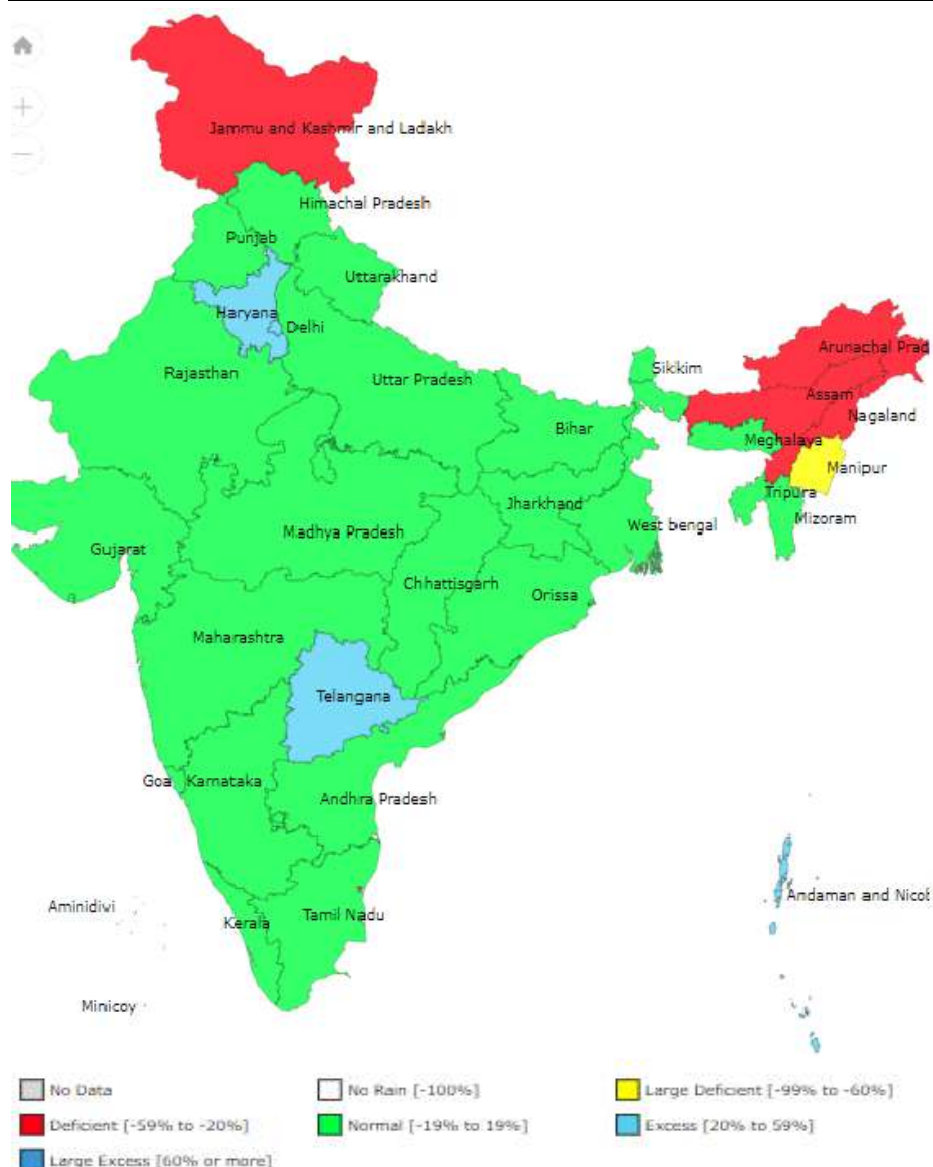 Jammu and Kashmir and Ladakh
Himachal Pradesh
Punjab
Uttarakhand
Haryana
Delhi
Rajasthan
Uttar Pradesh
Sikkim
Arunachal Prad
Assam
Nagaland
Bihar
Meghalaya
Manipur
Tripura
Mizoram
Jharkhand
West bengal
Madhya Pradesh
Gujarat
Chhattisgarh
Orissa
Maharashtra
Telangana
Goa
Karnataka
Andhra Pradesh
Andaman and Nicob
Aminidivi
Kerala
Tamil Nadu
Minicoy
No Data
No Rain [-100%]
Large Deficient [-99% to -60%]
Deficient [-59% to -20%]
Normal [-19% to 19%]
Excess [20% to 59%]
Large Excess [60% or more]